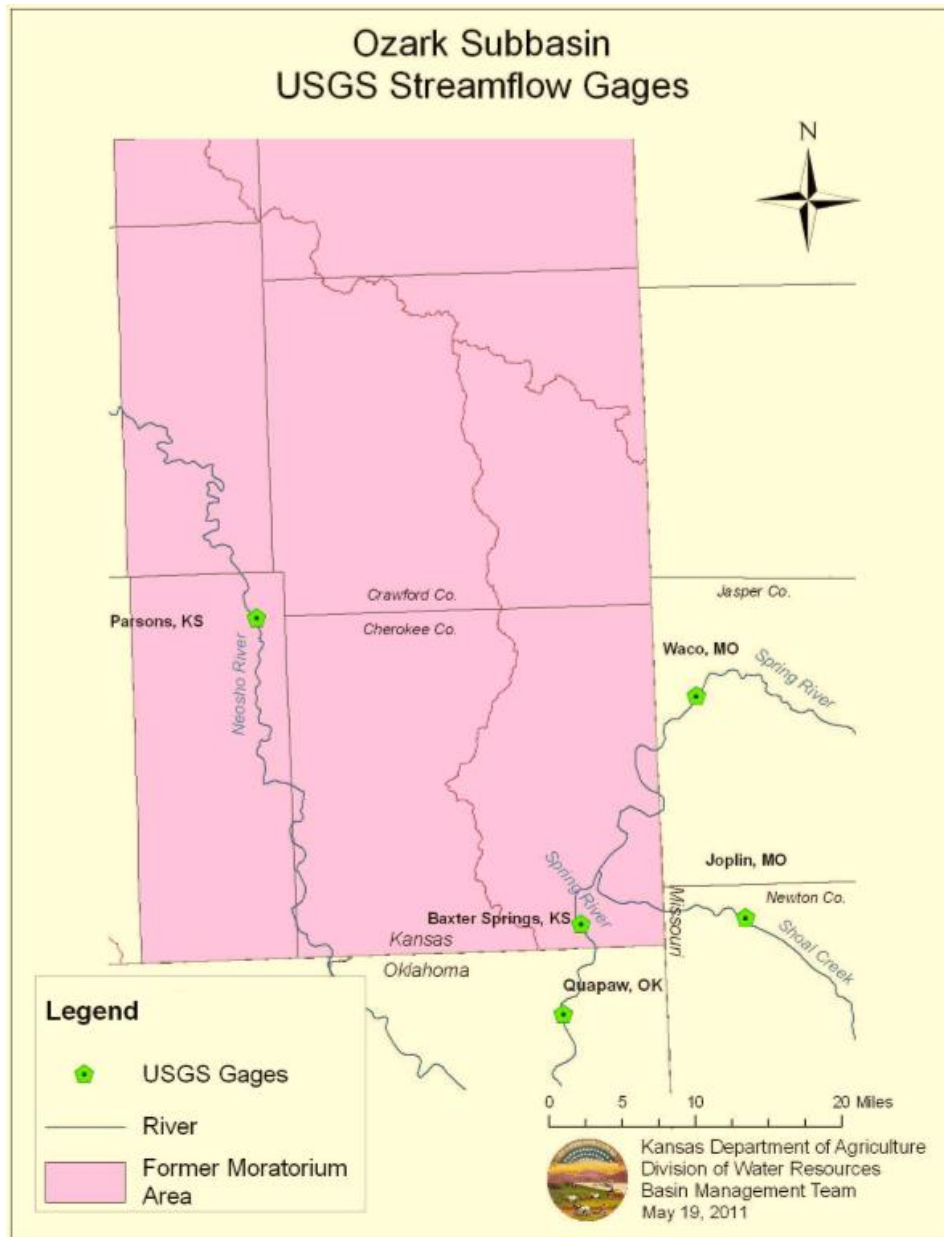 Ozark Subbasin
USGS Streamflow Gages
N
Crawford Co.
Cherokee Co.
Jasper Co.
Parsons, KS
Neosho River
Waco, MO
Spring River
Joplin, MO
Newton Co.
Spring River
Baxter Springs, KS
Missouri
Shoal Creek
Kansas
Oklahoma
Quapaw, OK
Legend
USGS Gages
River
Former Moratorium
Area
0 5 10 20 Miles
Kansas Department of Agriculture
Division of Water Resources
Basin Management Team
May 19, 2011